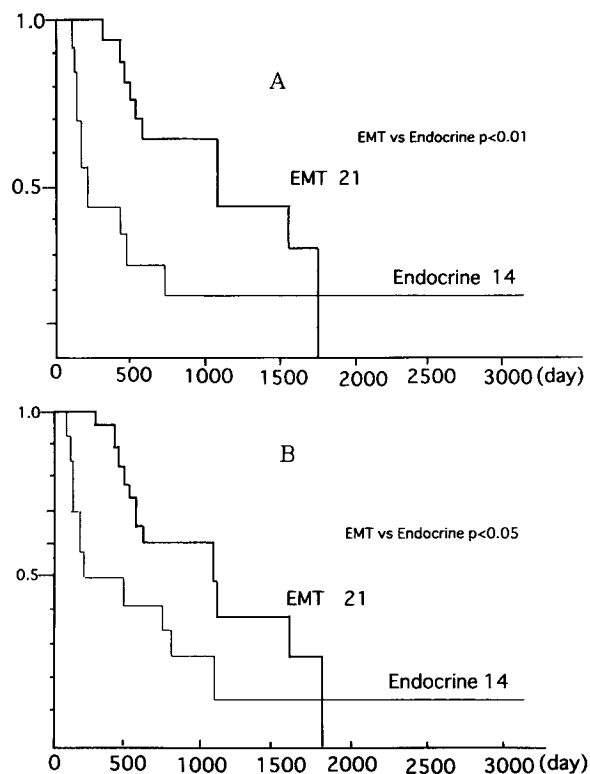 1.0
A
EMT vs Endocrine p<0.01
EMT 21
0.5
Endocrine 14
0 500 1000 1500 2000 2500 3000 (day)
1.0
B
EMT vs Endocrine p<0.05
0.5
EMT 21
Endocrine 14
0 500 1000 1500 2000 2500 3000 (day)